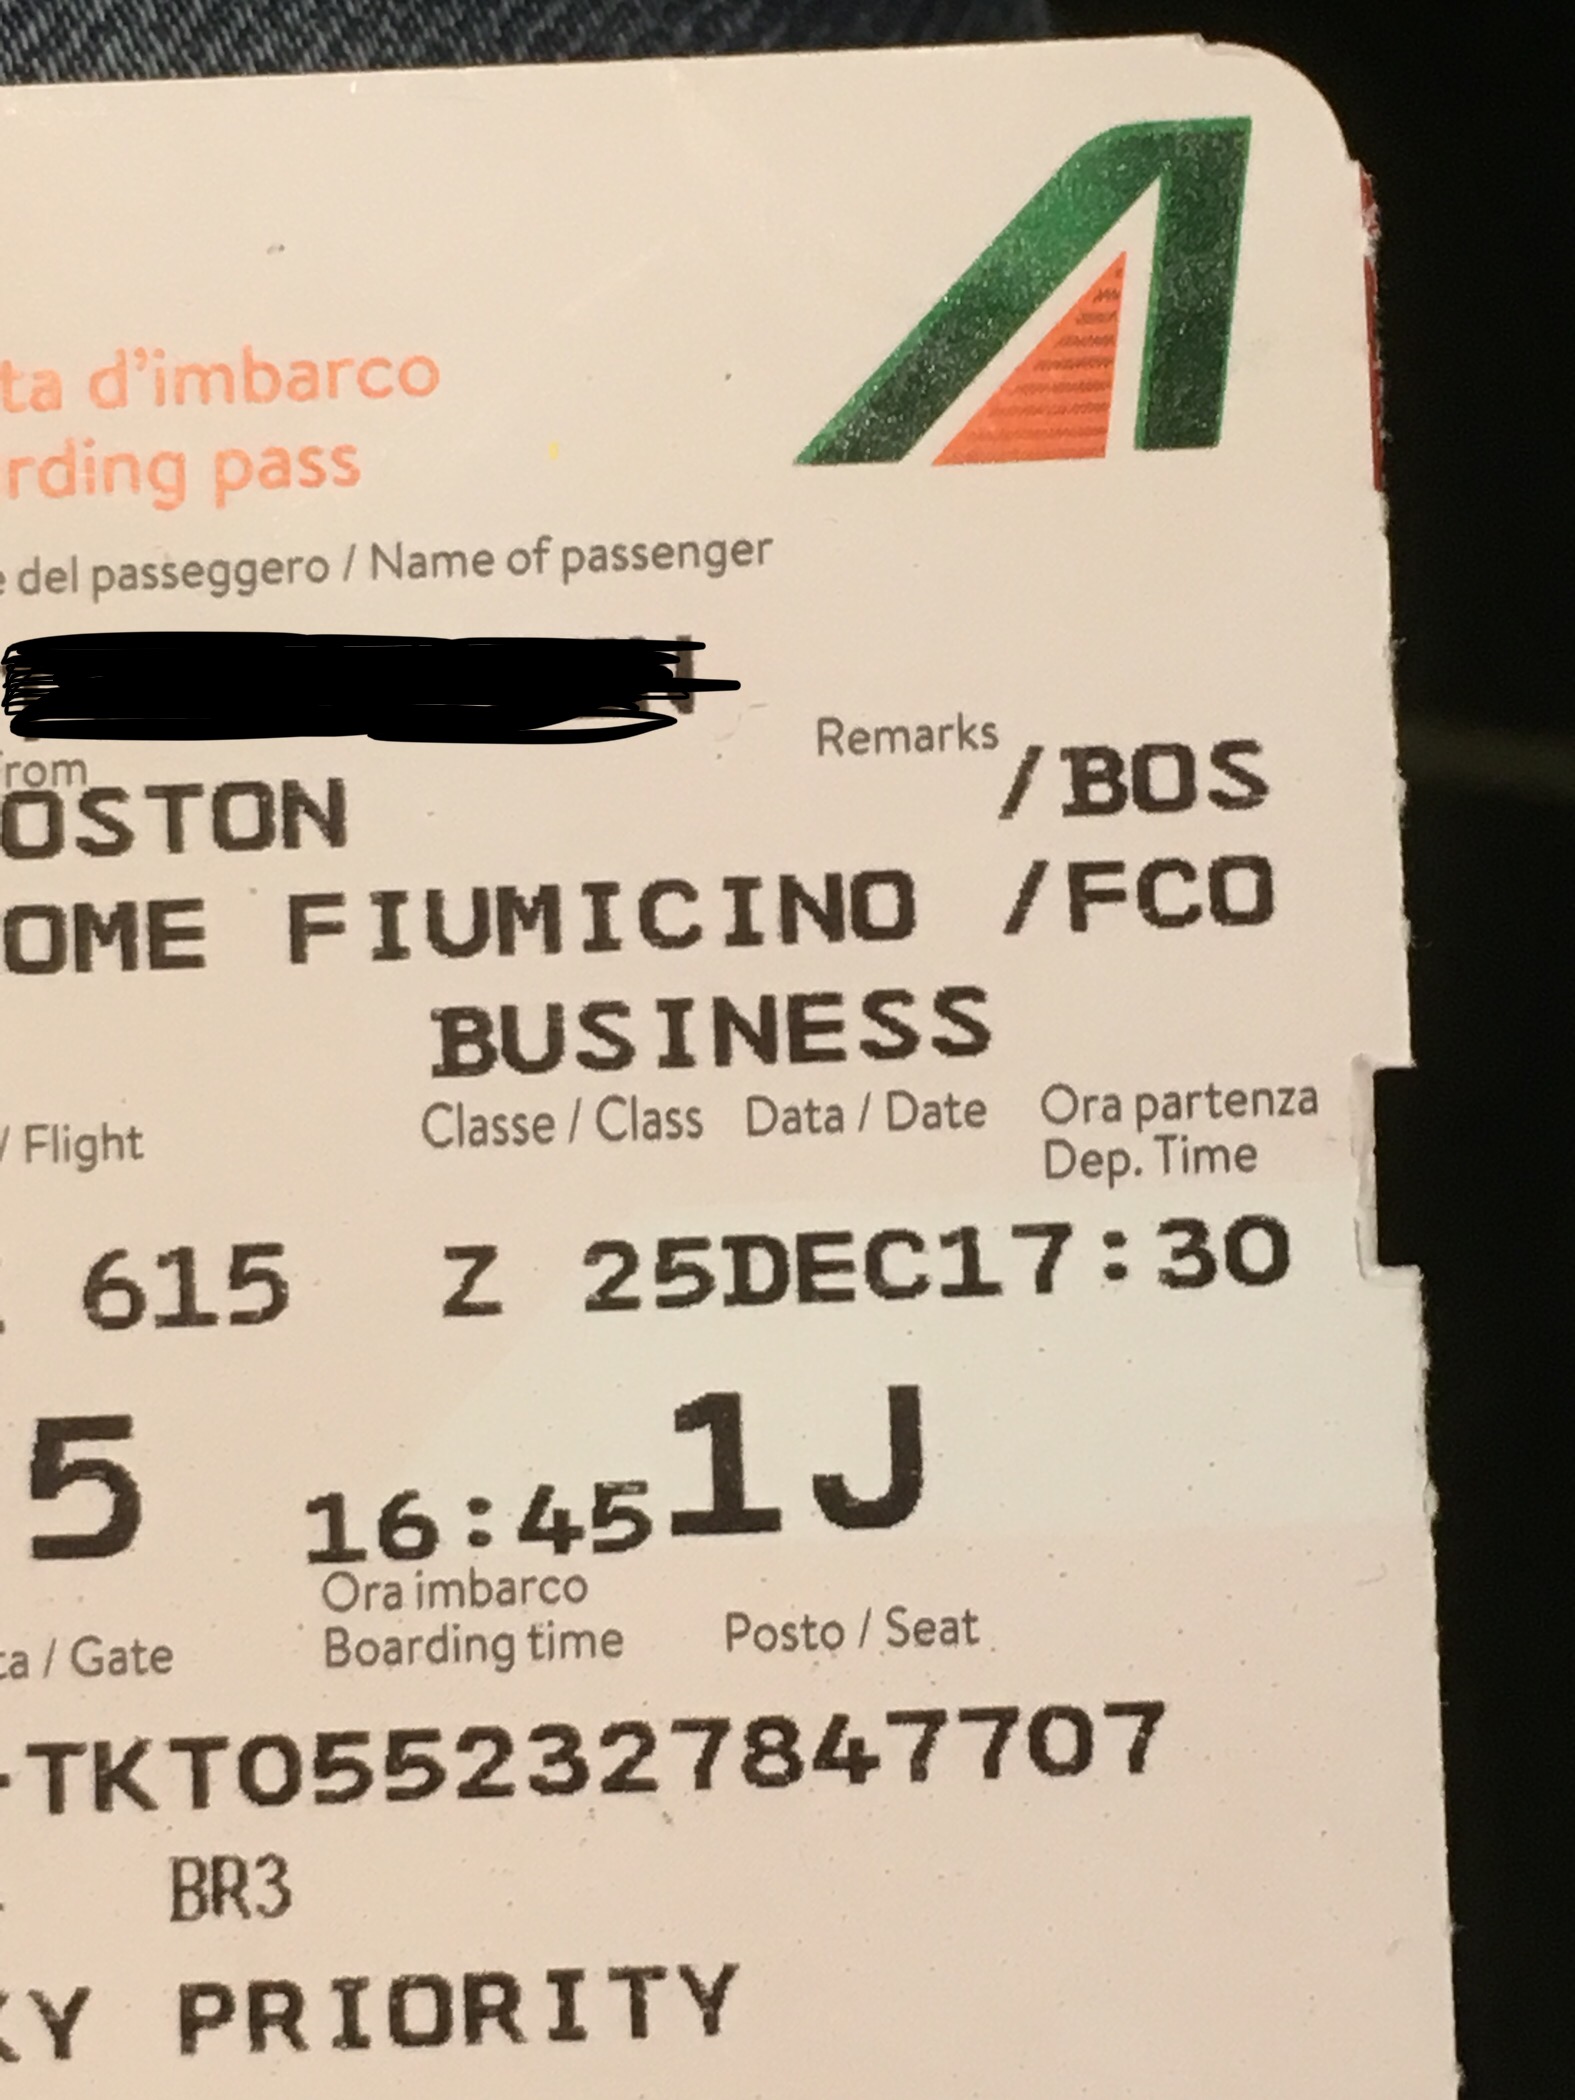 ta d'imbarco
rding pass
e del passeggero / Name of passenger
N
Remarks
rom
OSTON /BOS
OME FIUMICINO /FCO
BUSINESS
/ Flight Classe / Class Data / Date Ora partenza
Dep. Time
615 Z 25DEC17:30
5 16:45 1J
Ora imbarco
ta / Gate Boarding time Posto / Seat
-TKT0552327847707
BR3
KY PRIORITY